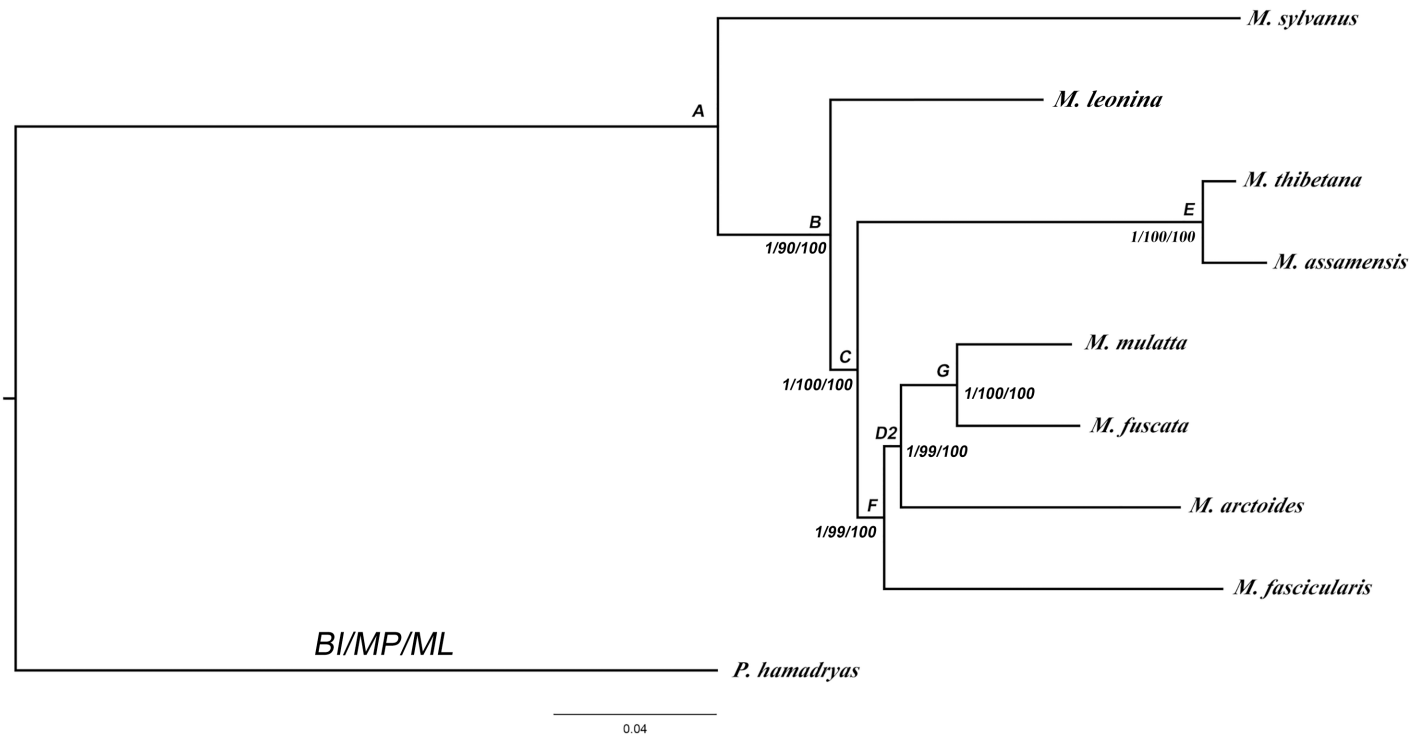 M. sylvanus
M. leonina
A
M. thibetana
E
B
1/100/100
1/90/100
M. assamensis
M. mulatta
C
G
1/100/100
1/100/100
M. fuscata
D2
1/99/100
F
M. arctoides
1/99/100
M. fascicularis
BI/MP/ML
P. hamadryas
0.04